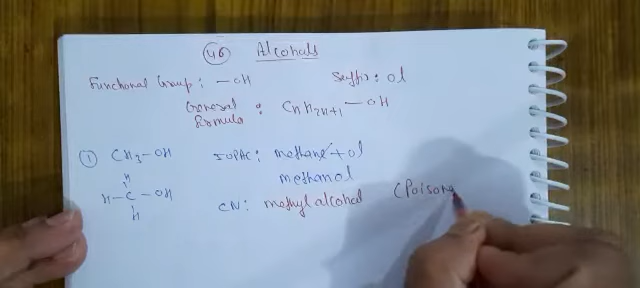 46 Alcohols
Functional Group : -OH Suffix : ol
General Formula : CnH2n+1 - OH
1 CH3-OH IUPAC : methane + ol
methanol
H
H-C-OH
H
CN : methyl alcohol (Poisono